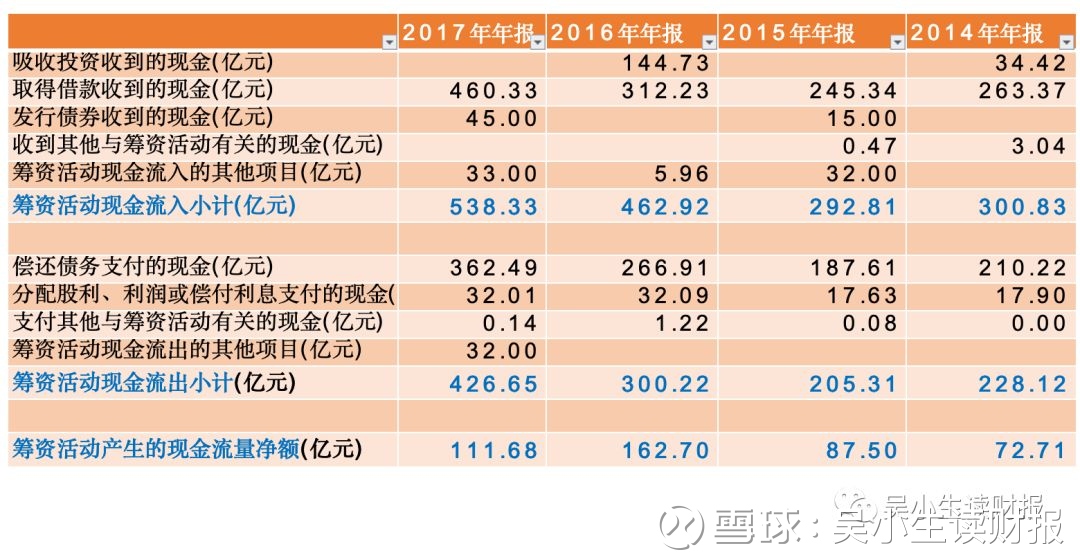 2017年年报 2016年年报 2015年年报 2014年年报
吸收投资收到的现金(亿元) 144.73 34.42
取得借款收到的现金(亿元) 460.33 312.23 245.34 263.37
发行债券收到的现金(亿元) 45.00 15.00
收到其他与筹资活动有关的现金(亿元) 0.47 3.04
筹资活动现金流入的其他项目(亿元) 33.00 5.96 32.00
筹资活动现金流入小计(亿元) 538.33 462.92 292.81 300.83
偿还债务支付的现金(亿元) 362.49 266.91 187.61 210.22
分配股利、利润或偿付利息支付的现金( 32.01 32.09 17.63 17.90
支付其他与筹资活动有关的现金(亿元) 0.14 1.22 0.08 0.00
筹资活动现金流出的其他项目(亿元) 32.00
筹资活动现金流出小计(亿元) 426.65 300.22 205.31 228.12
筹资活动产生的现金流量净额(亿元) 111.68 162.70 87.50 72.71
吴小生读财报
雪球:吴小生读财报